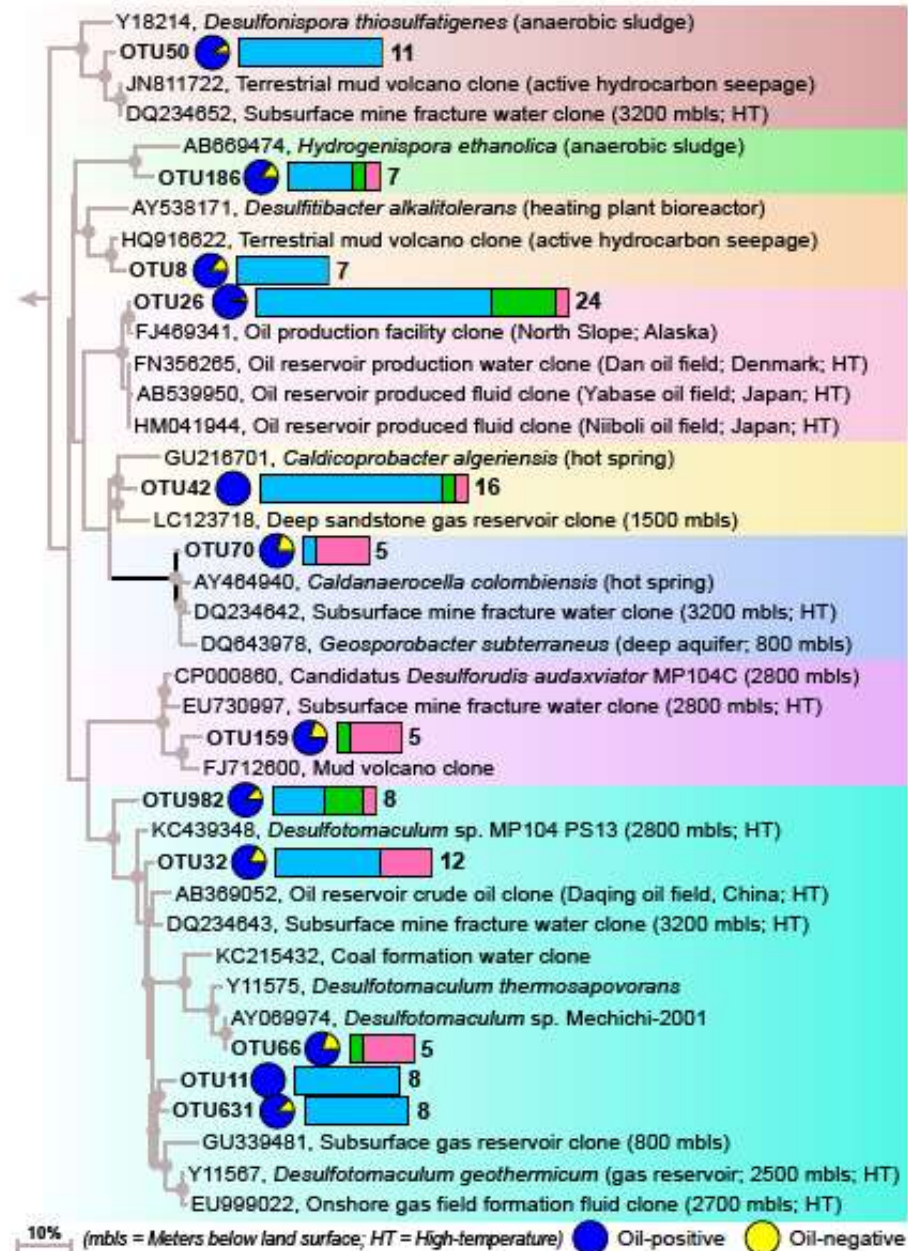 Y18214, Desulfonispora thiosulfatigenes (anaerobic sludge)
OTU50 11
JN811722, Terrestrial mud volcano clone (active hydrocarbon seepage)
DQ234652, Subsurface mine fracture water clone (3200 mbls; HT)
AB669474, Hydrogenispora ethanolica (anaerobic sludge)
OTU186 7
AY538171, Desulfitibacter alkalitolerans (heating plant bioreactor)
HQ916622, Terrestrial mud volcano clone (active hydrocarbon seepage)
OTU8 7
OTU26 24
FJ469341, Oil production facility clone (North Slope; Alaska)
FN356265, Oil reservoir production water clone (Dan oil field; Denmark; HT)
AB539950, Oil reservoir produced fluid clone (Yabase oil field; Japan; HT)
HM041944, Oil reservoir produced fluid clone (Niiboli oil field; Japan; HT)
GU216701, Caldicoprobacter algeriensis (hot spring)
OTU42 16
LC123718, Deep sandstone gas reservoir clone (1500 mbls)
OTU70 5
AY464940, Caldanaerocella colombiensis (hot spring)
DQ234642, Subsurface mine fracture water clone (3200 mbls; HT)
DQ643978, Geosporobacter subterraneus (deep aquifer; 800 mbls)
CP000860, Candidatus Desulforudis audaxviator MP104C (2800 mbls)
EU730997, Subsurface mine fracture water clone (2800 mbls; HT)
OTU159 5
FJ712600, Mud volcano clone
OTU982 8
KC439348, Desulfotomaculum sp. MP104 PS13 (2800 mbls; HT)
OTU32 12
AB369052, Oil reservoir crude oil clone (Daqing oil field, China; HT)
DQ234643, Subsurface mine fracture water clone (3200 mbls; HT)
KC215432, Coal formation water clone
Y11575, Desulfotomaculum thermosapovorans
AY069974, Desulfotomaculum sp. Mechichi-2001
OTU66 5
OTU11 8
OTU631 8
GU339481, Subsurface gas reservoir clone (800 mbls)
Y11567, Desulfotomaculum geothermicum (gas reservoir; 2500 mbls; HT)
EU999022, Onshore gas field formation fluid clone (2700 mbls; HT)
10% (mbls = Meters below land surface; HT = High-temperature) Oil-positive Oil-negative